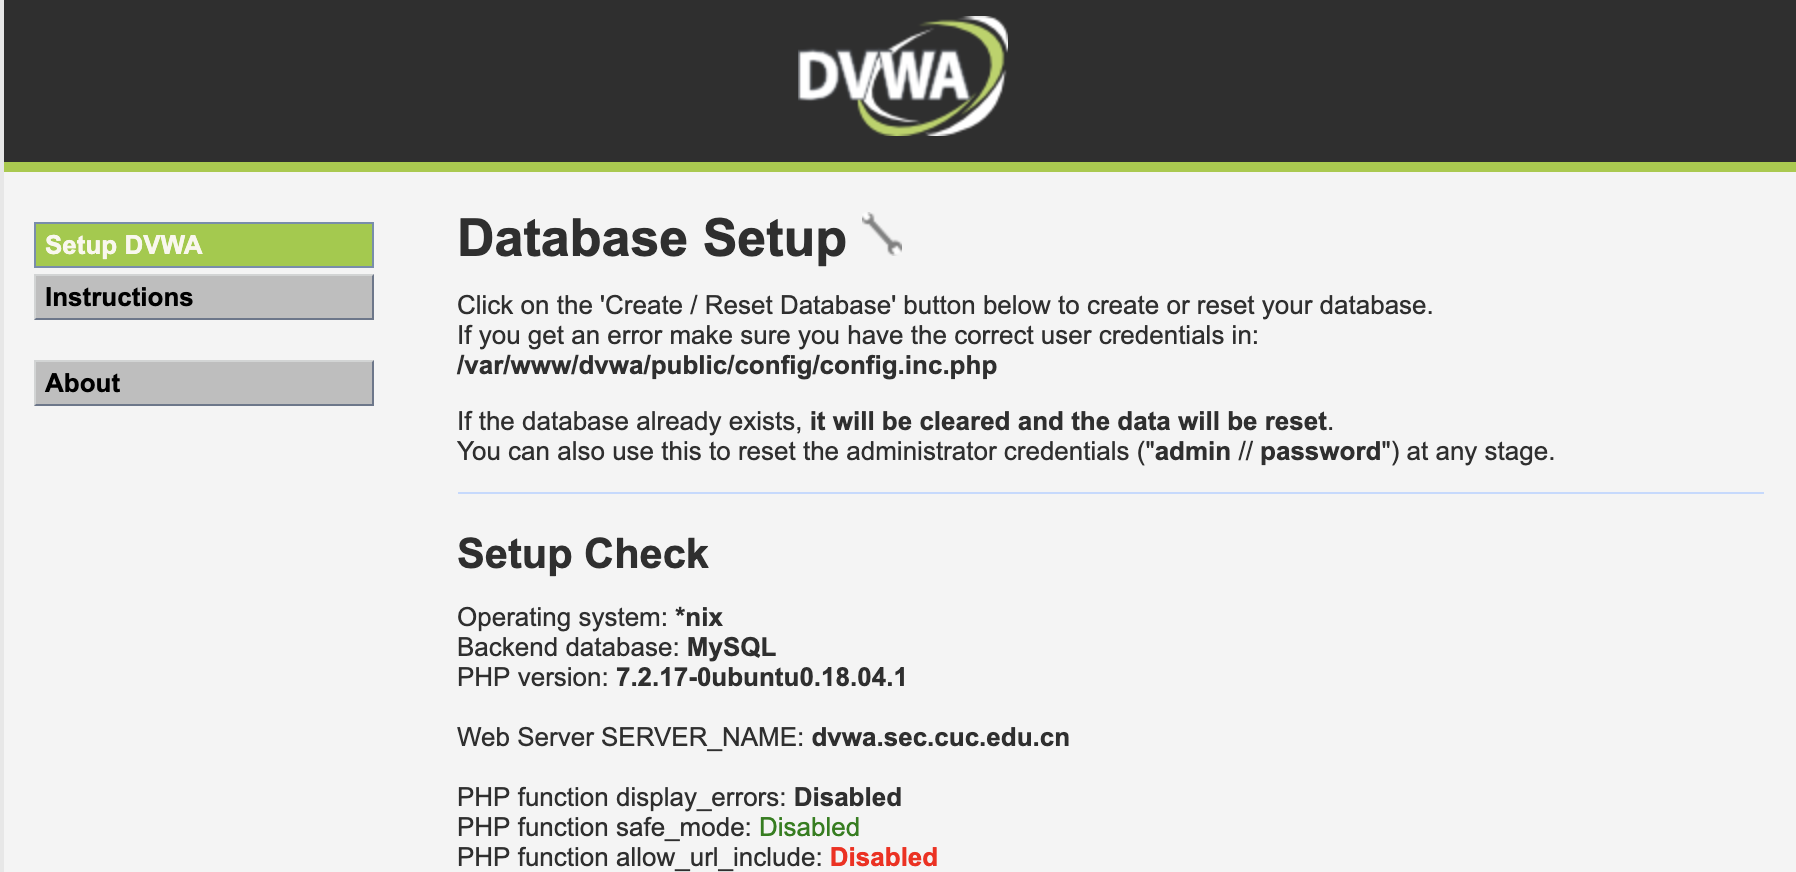 DVWA
Setup DVWA
Instructions
About
Database Setup
Click on the 'Create / Reset Database' button below to create or reset your database.
If you get an error make sure you have the correct user credentials in:
/var/www/dvwa/public/config/config.inc.php
If the database already exists, it will be cleared and the data will be reset.
You can also use this to reset the administrator credentials ("admin // password") at any stage.
Setup Check
Operating system: *nix
Backend database: MySQL
PHP version: 7.2.17-0ubuntu0.18.04.1
Web Server SERVER_NAME: dvwa.sec.cuc.edu.cn
PHP function display_errors: Disabled
PHP function safe_mode: Disabled
PHP function allow_url_include: Disabled